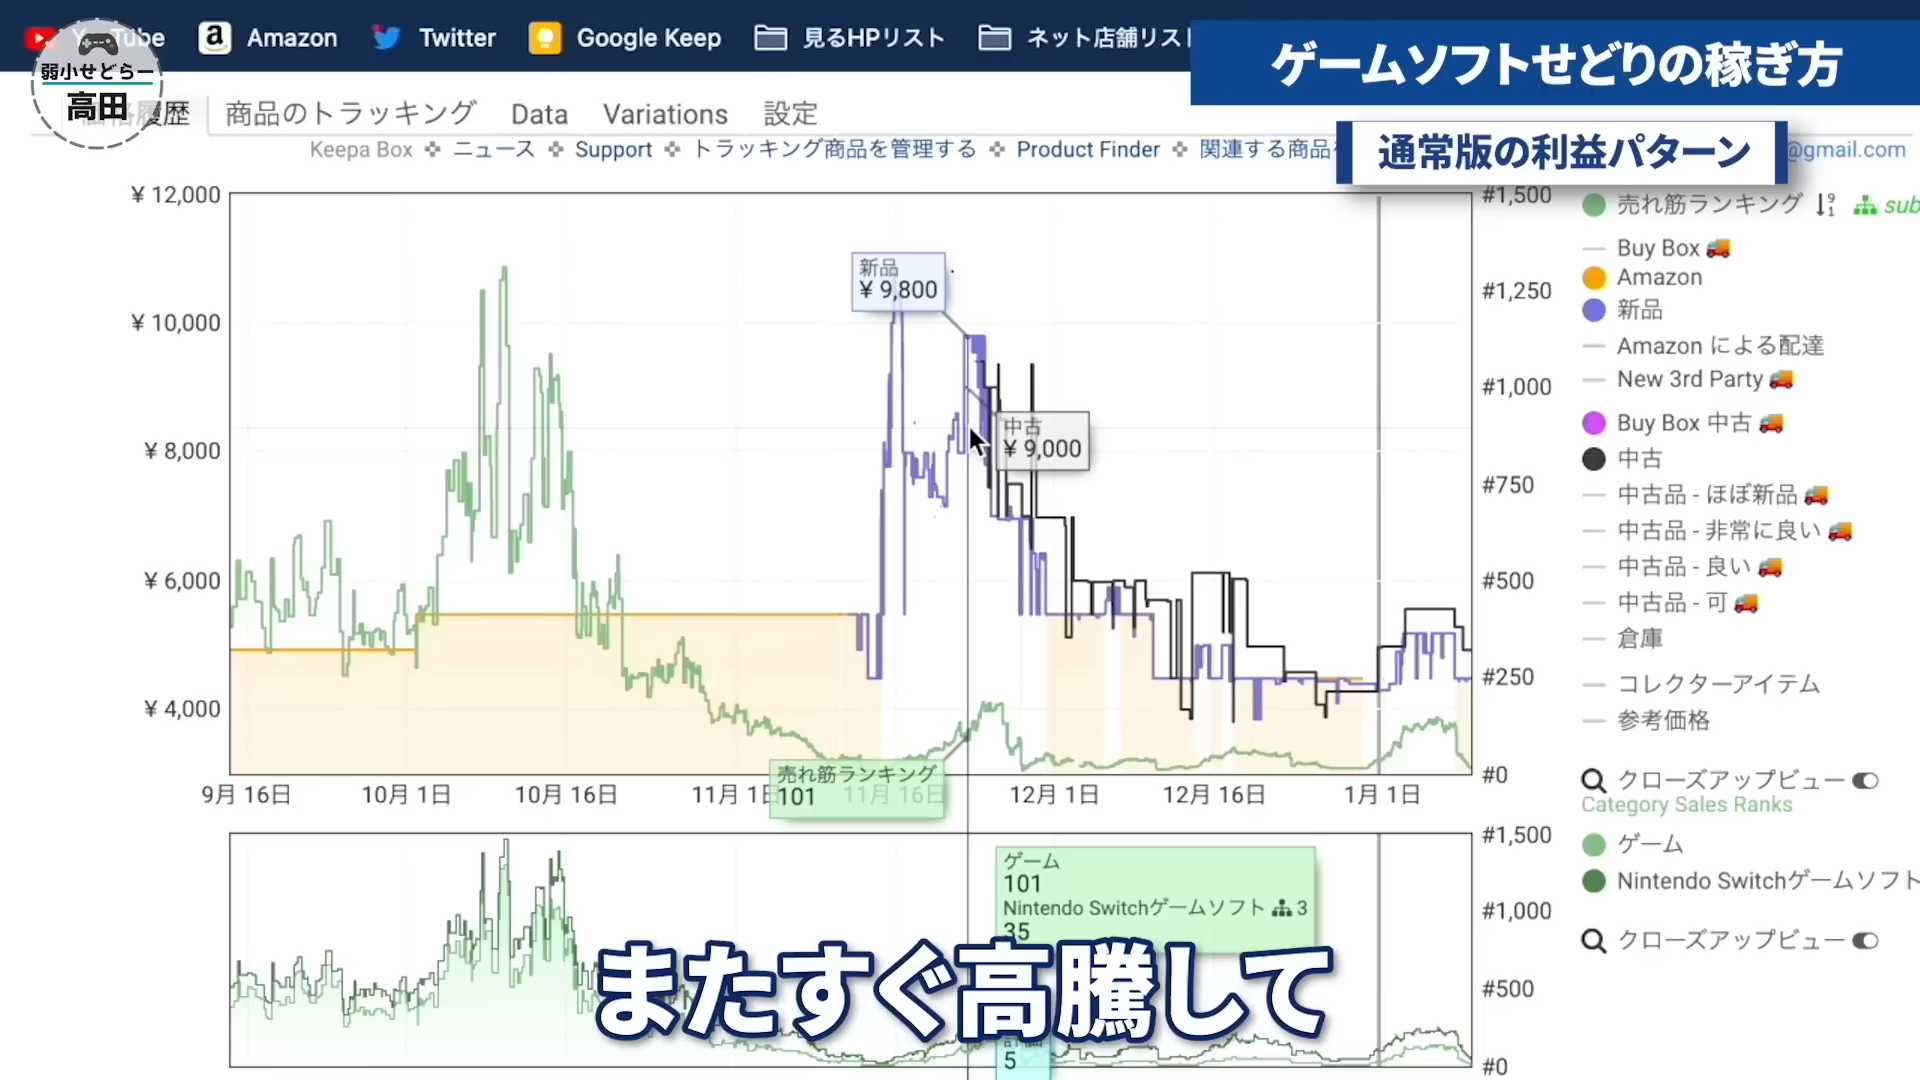 YouTube
Amazon
Twitter
Google Keep
見るHPリスト
ネット店舗リスト
ゲームソフトせどりの稼ぎ方
弱小せどらー
高田
価格履歴
商品のトラッキング
Data
Variations
設定
Keepa Box
ニュース
Support
トラッキング商品を管理する
Product Finder
関連する商品を
通常版の利益パターン
@gmail.com
¥ 12,000
¥ 10,000
¥ 8,000
¥ 6,000
¥ 4,000
#1,500
#1,250
#1,000
#750
#500
#250
#0
新品
¥ 9,800
中古
¥ 9,000
売れ筋ランキング
101
9月 16日
10月 1日
10月 16日
11月 1日
11月 16日
12月 1日
12月 16日
1月 1日
売れ筋ランキング
sub
Buy Box
Amazon
新品
Amazon による配達
New 3rd Party
Buy Box 中古
中古
中古品 - ほぼ新品
中古品 - 非常に良い
中古品 - 良い
中古品 - 可
倉庫
コレクターアイテム
参考価格
クローズアップビュー
Category Sales Ranks
ゲーム
Nintendo Switchゲームソフト
クローズアップビュー
#1,500
#1,000
#500
#0
ゲーム
101
Nintendo Switchゲームソフト 3
35
またすぐ高騰して
5